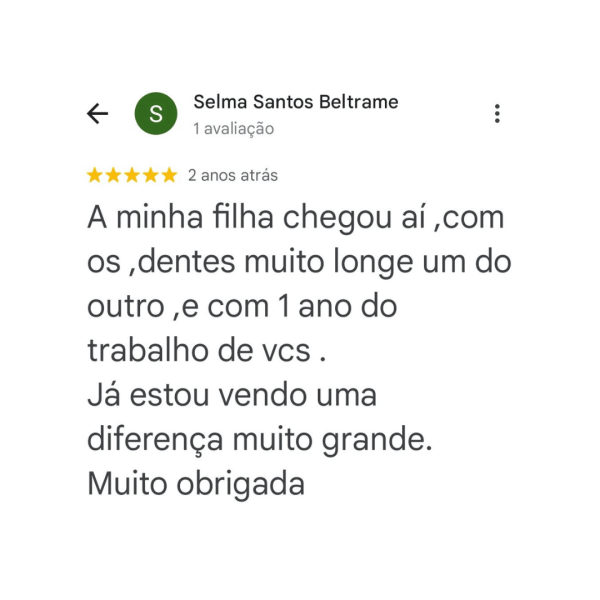 Selma Santos Beltrame
S
1 avaliação
2 anos atrás
A minha filha chegou aí ,com
os ,dentes muito longe um do
outro ,e com 1 ano do
trabalho de vcs .
Já estou vendo uma
diferença muito grande.
Muito obrigada